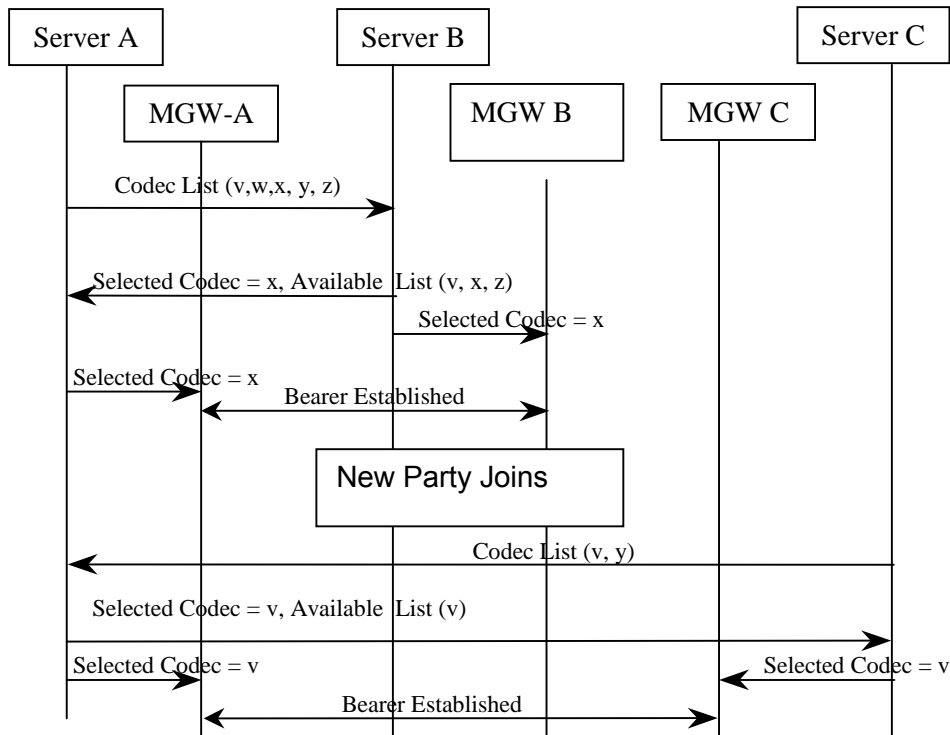 Server A
Server B
Server C
MGW-A
MGW B
MGW C
Codec List (v,w,x, y, z)
Selected Codec = x, Available List (v, x, z)
Selected Codec = x
Selected Codec = x
Bearer Established
New Party Joins
Codec List (v, y)
Selected Codec = v, Available List (v)
Selected Codec = v
Selected Codec = v
Bearer Established